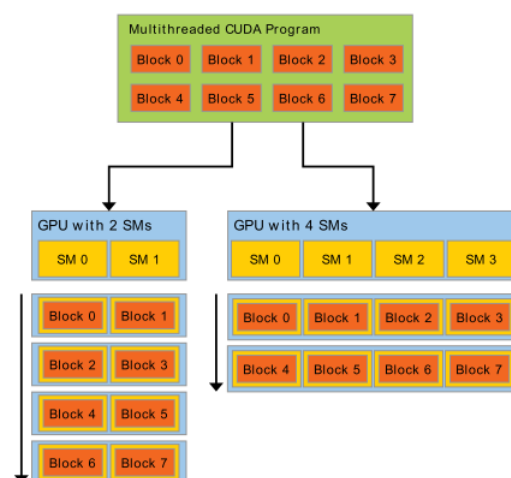 Multithreaded CUDA Program
Block 0 Block 1 Block 2 Block 3
Block 4 Block 5 Block 6 Block 7
GPU with 2 SMs
SM 0 SM 1
Block 0 Block 1
Block 2 Block 3
Block 4 Block 5
Block 6 Block 7
GPU with 4 SMs
SM 0 SM 1 SM 2 SM 3
Block 0 Block 1 Block 2 Block 3
Block 4 Block 5 Block 6 Block 7